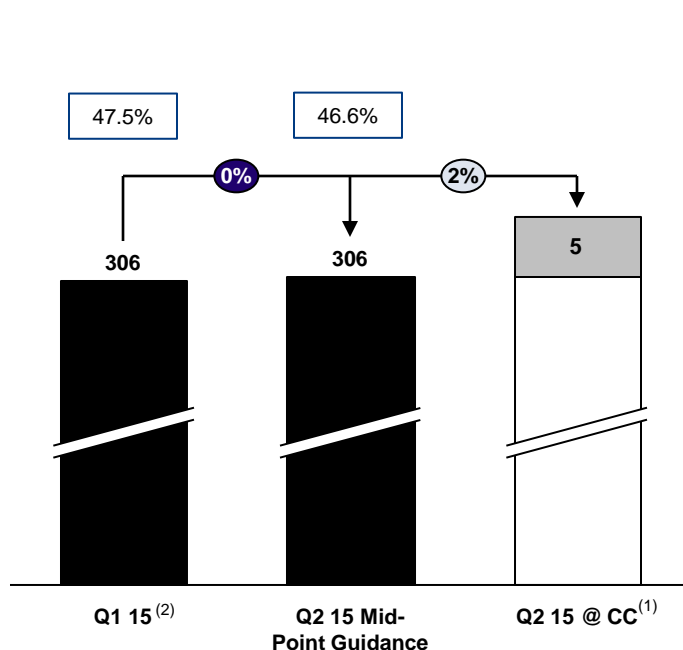 47.5%
46.6%
0%
2%
306
306
5
Q1 15 (2)
Q2 15 Mid-
Point Guidance
Q2 15 @ CC(1)